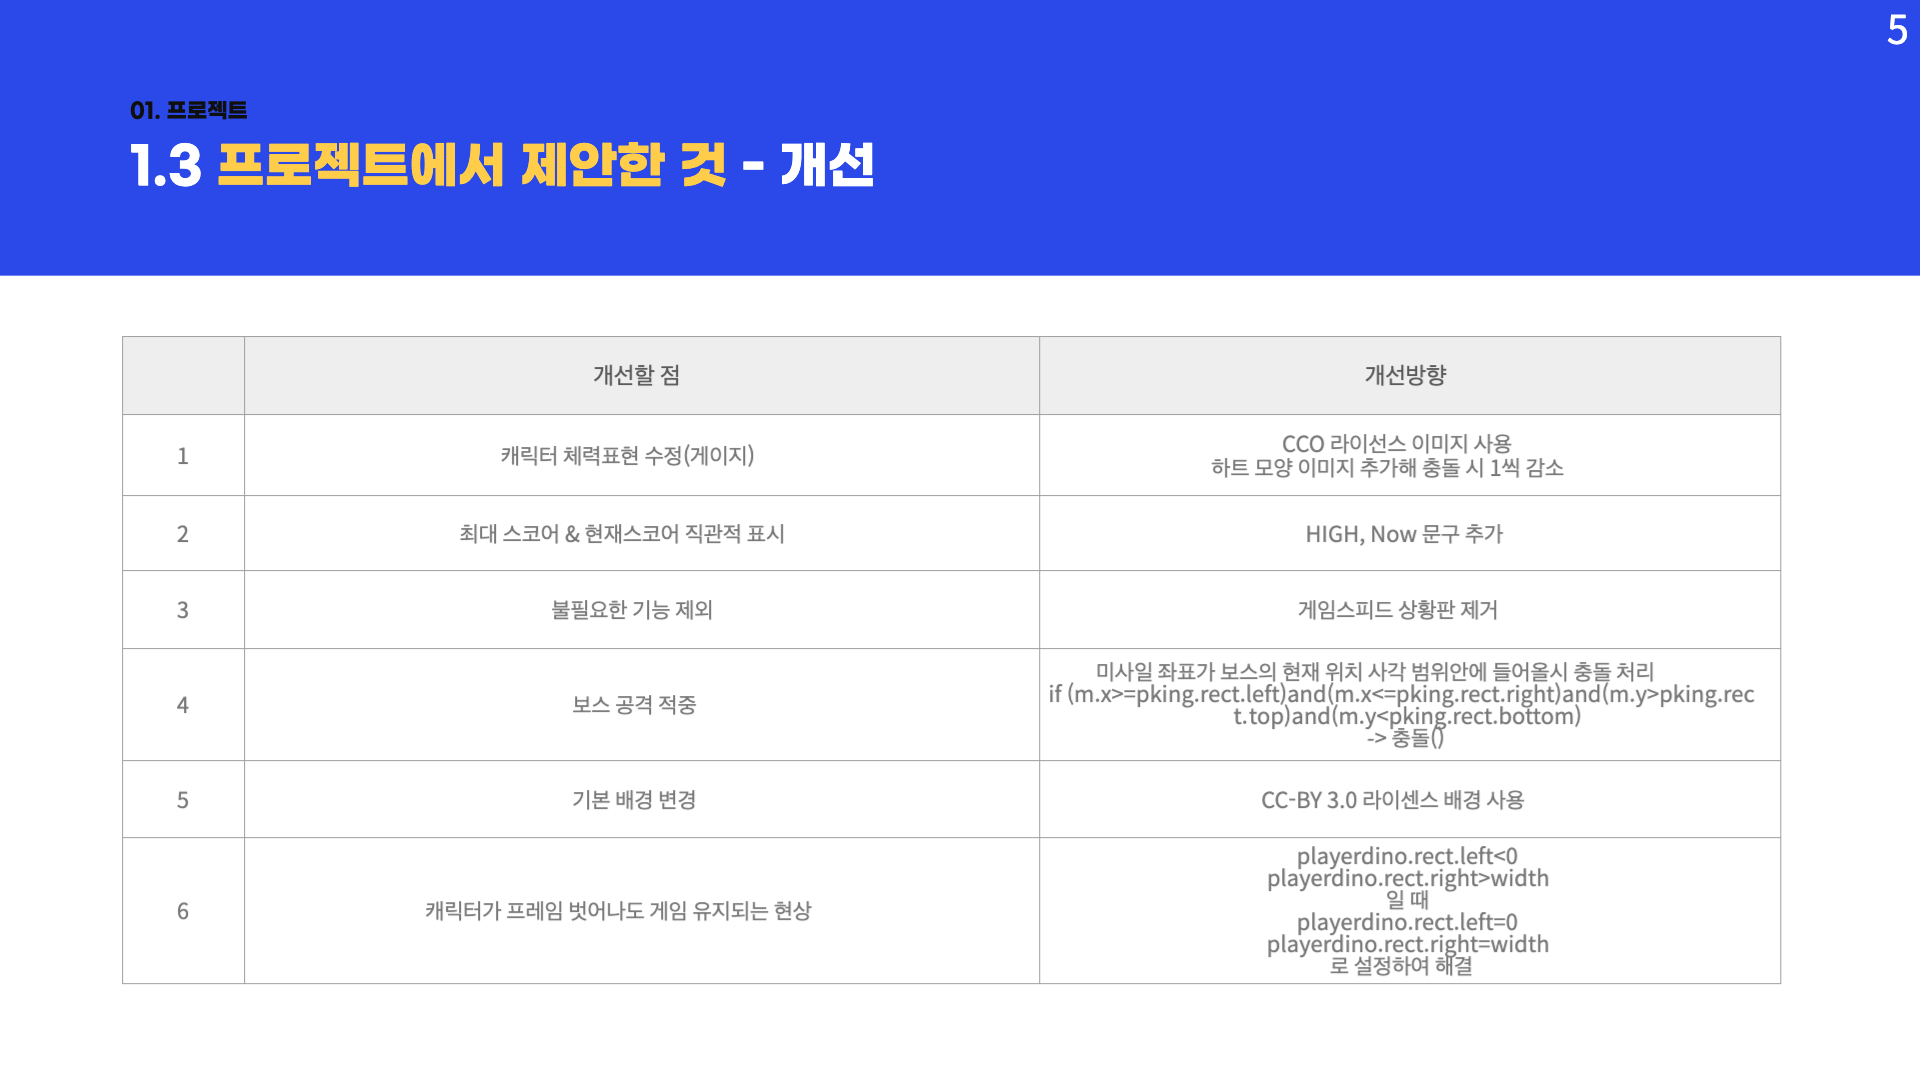 5
01. 프로젝트
1.3 프로젝트에서 제안한 것 - 개선
개선할 점
개선방향
1
캐릭터 체력표현 수정(게이지)
CCO 라이선스 이미지 사용
하트 모양 이미지 추가해 충돌 시 1씩 감소
2
최대 스코어 & 현재스코어 직관적 표시
HIGH, Now 문구 추가
3
불필요한 기능 제외
게임스피드 상황판 제거
4
보스 공격 적중
미사일 좌표가 보스의 현재 위치 사각 범위안에 들어올시 충돌 처리
if (m.x>=pking.rect.left)and(m.x<=pking.rect.right)and(m.y>pking.rec
t.top)and(m.y<pking.rect.bottom)
-> 충돌()
5
기본 배경 변경
CC-BY 3.0 라이센스 배경 사용
6
캐릭터가 프레임 벗어나도 게임 유지되는 현상
playerdino.rect.left<0
playerdino.rect.right>width
일 때
playerdino.rect.left=0
playerdino.rect.right=width
로 설정하여 해결